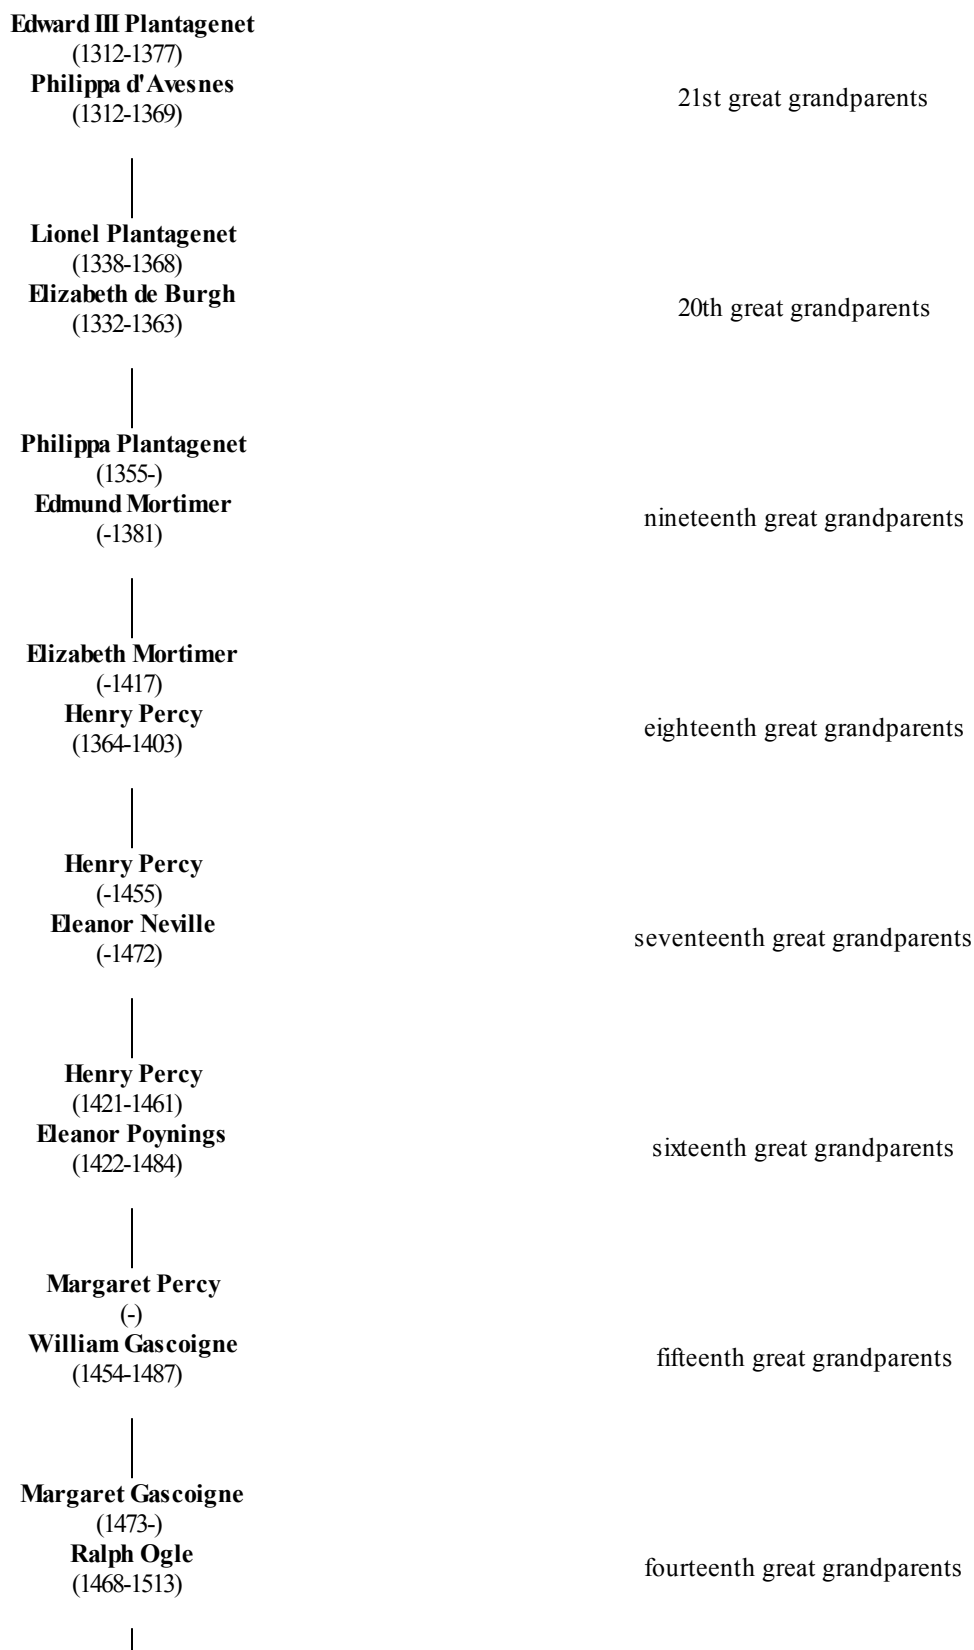 Edward III Plantagenet
(1312-1377)
Philippa d'Avesnes
(1312-1369)
21st great grandparents
Lionel Plantagenet
(1338-1368)
Elizabeth de Burgh
(1332-1363)
20th great grandparents
Philippa Plantagenet
(1355-)
Edmund Mortimer
(-1381)
nineteenth great grandparents
Elizabeth Mortimer
(-1417)
Henry Percy
(1364-1403)
eighteenth great grandparents
Henry Percy
(-1455)
Eleanor Neville
(-1472)
seventeenth great grandparents
Henry Percy
(1421-1461)
Eleanor Poynings
(1422-1484)
sixteenth great grandparents
Margaret Percy
(-)
William Gascoigne
(1454-1487)
fifteenth great grandparents
Margaret Gascoigne
(1473-)
Ralph Ogle
(1468-1513)
fourteenth great grandparents